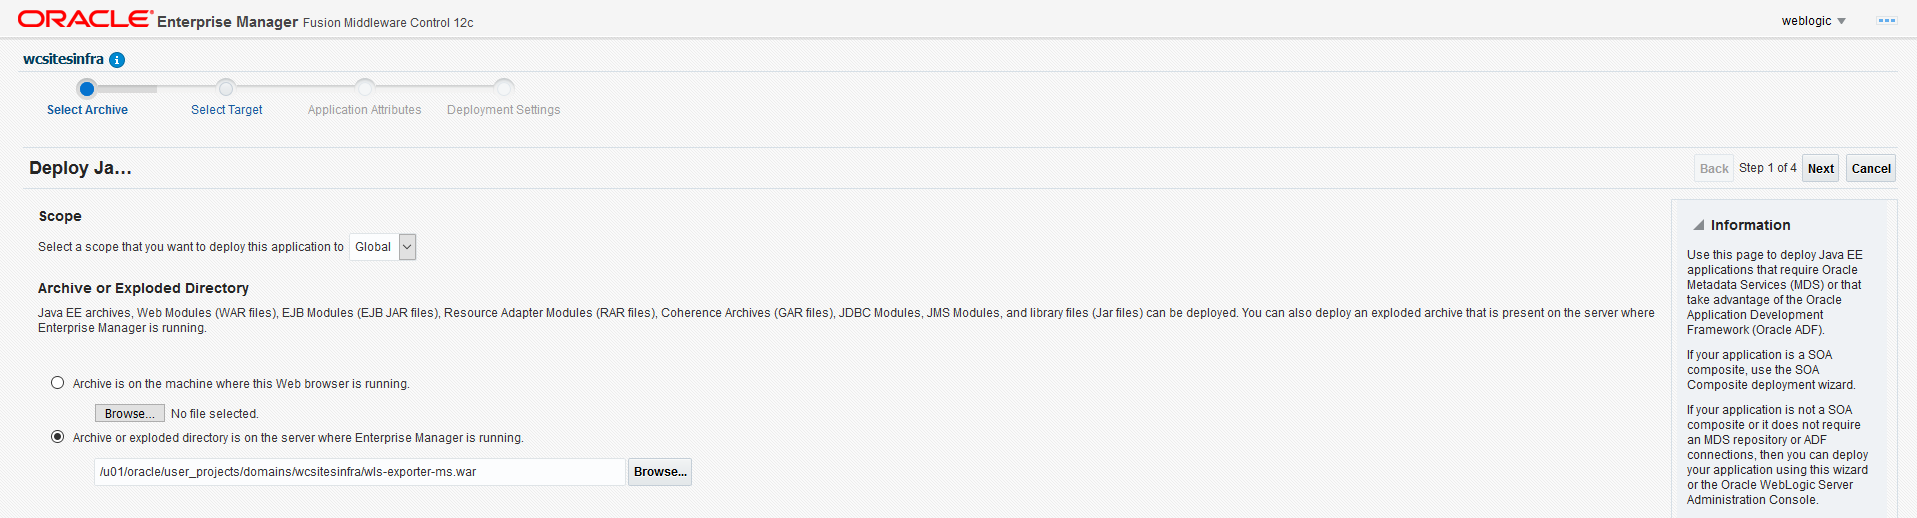 ORACLE® Enterprise Manager Fusion Middleware Control 12c
weblogic
wcsitesinfra
Select Archive
Select Target
Application Attributes
Deployment Settings
Deploy Ja...
Back Step 1 of 4 Next Cancel
Scope
Select a scope that you want to deploy this application to Global
Archive or Exploded Directory
Java EE archives, Web Modules (WAR files), EJB Modules (EJB JAR files), Resource Adapter Modules (RAR files), Coherence Archives (GAR files), JDBC Modules, JMS Modules, and library files (Jar files) can be deployed. You can also deploy an exploded archive that is present on the server where
Enterprise Manager is running.
Archive is on the machine where this Web browser is running.
Browse... No file selected.
Archive or exploded directory is on the server where Enterprise Manager is running.
/u01/oracle/user_projects/domains/wcsitesinfra/wls-exporter-ms.war Browse...
Information
Use this page to deploy Java EE
applications that require Oracle
Metadata Services (MDS) or that
take advantage of the Oracle
Application Development
Framework (Oracle ADF).
If your application is a SOA
composite, use the SOA
Composite deployment wizard.
If your application is not a SOA
composite or it does not require
an MDS repository or ADF
connections, then you can deploy
your application using this wizard
or the Oracle WebLogic Server
Administration Console.